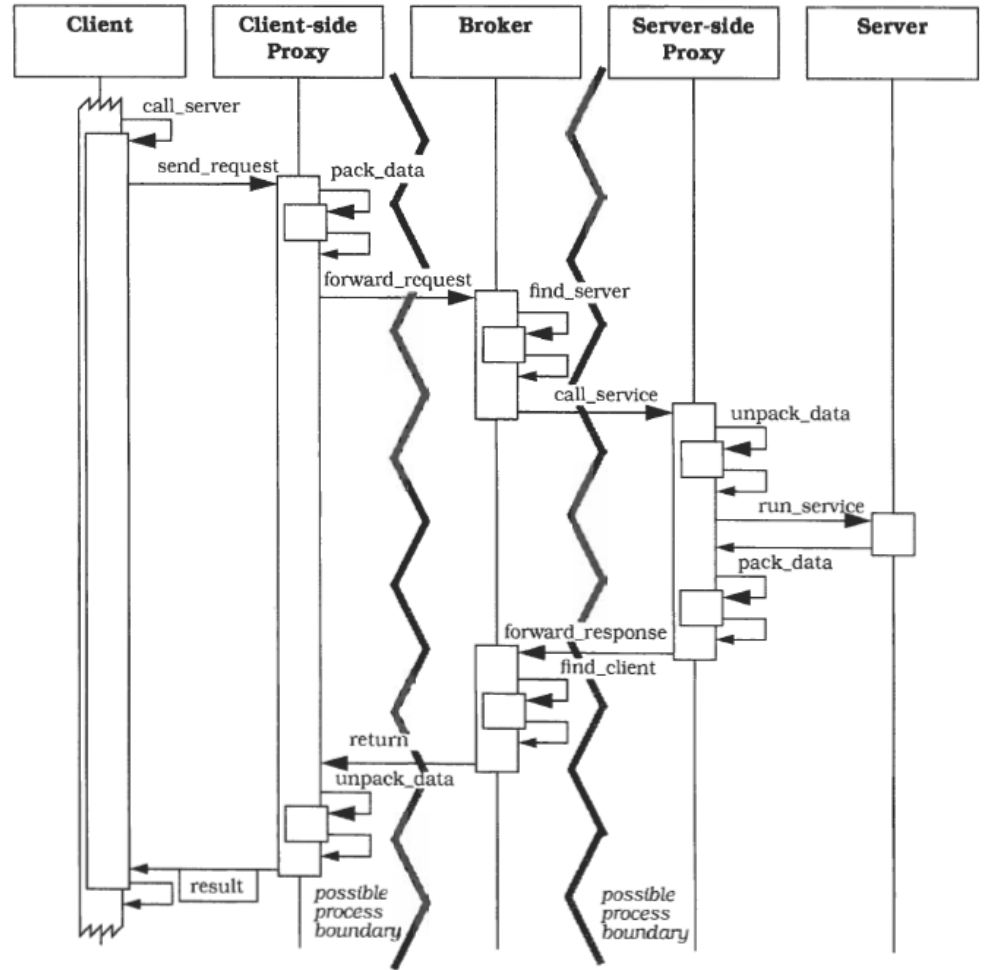 Client
Client-side
Proxy
Broker
Server-side
Proxy
Server
call_server
send_request
pack_data
forward_request
find_server
call_service
unpack_data
run_service
pack_data
forward_response
find_client
return
unpack_data
result
possible
process
boundary
possible
process
boundary